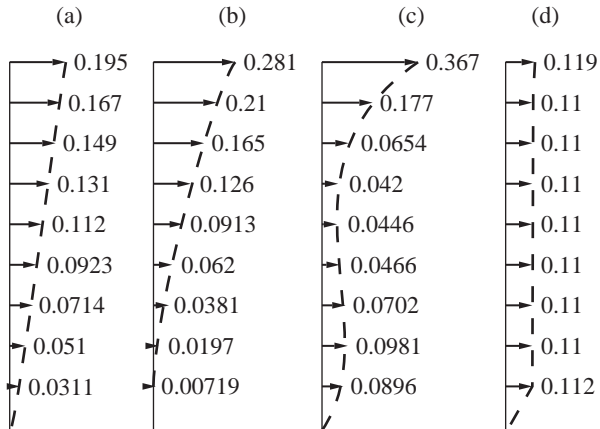 (a) (b) (c) (d)
0.195 0.281 0.367 0.119
0.167 0.21 0.177 0.11
0.149 0.165 0.0654 0.11
0.131 0.126 0.042 0.11
0.112 0.0913 0.0446 0.11
0.0923 0.062 0.0466 0.11
0.0714 0.0381 0.0702 0.11
0.051 0.0197 0.0981 0.11
0.0311 0.00719 0.0896 0.112